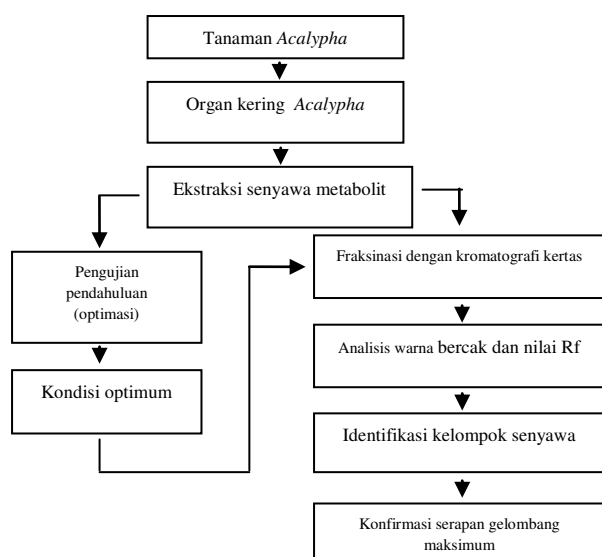 Tanaman Acalypha
Organ kering Acalypha
Ekstraksi senyawa metabolit
Pengujian
pendahuluan
(optimasi)
Kondisi optimum
Fraksinasi dengan kromatografi kertas
Analisis warna bercak dan nilai Rf
Identifikasi kelompok senyawa
Konfirmasi serapan gelombang
maksimum